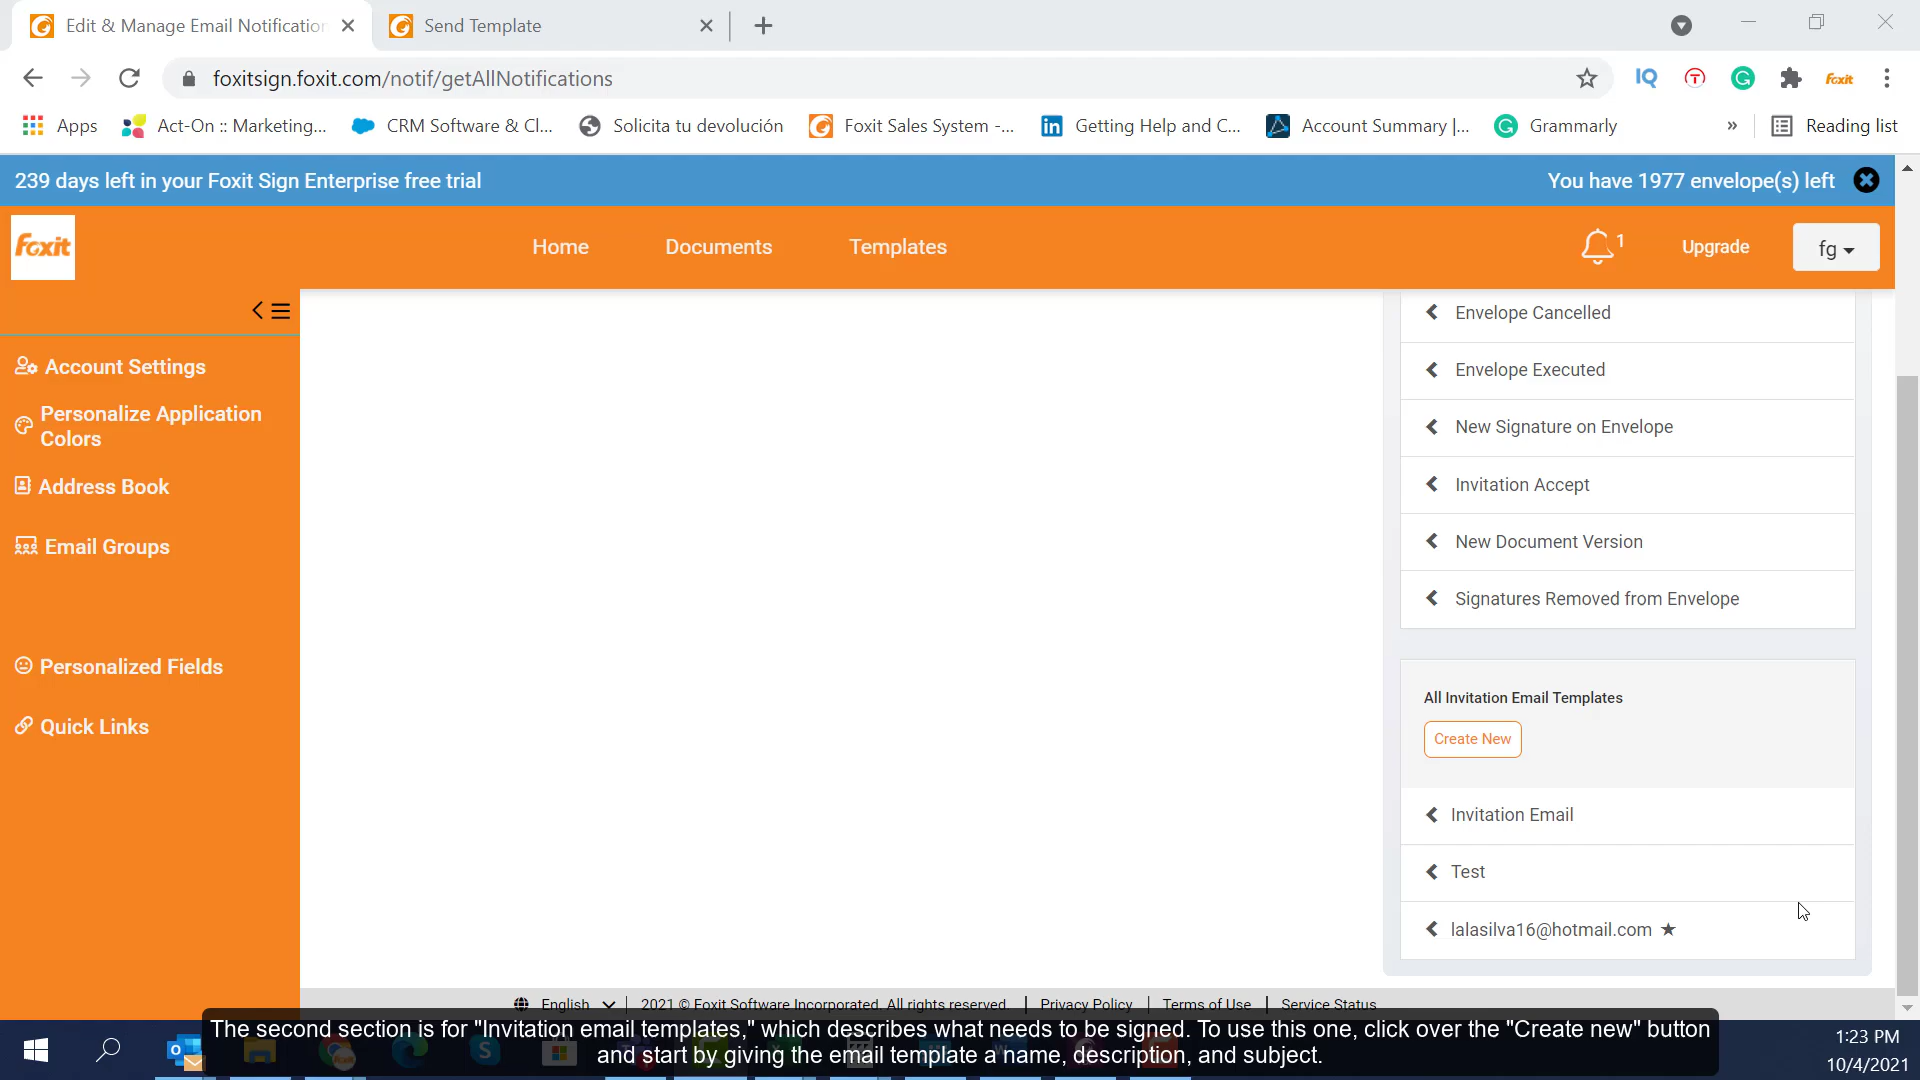 Edit & Manage Email Notification
Send Template
foxitsign.foxit.com/notif/getAllNotifications
IQ
Foxit
Apps
Act-On :: Marketing...
CRM Software & Cl...
Solicita tu devolución
Foxit Sales System -...
Getting Help and C...
Account Summary |...
Grammarly
»
Reading list
239 days left in your Foxit Sign Enterprise free trial
You have 1977 envelope(s) left
Foxit
Home
Documents
Templates
1
Upgrade
fg
Account Settings
Personalize Application
Colors
Address Book
Email Groups
Personalized Fields
Quick Links
Envelope Cancelled
Envelope Executed
New Signature on Envelope
Invitation Accept
New Document Version
Signatures Removed from Envelope
All Invitation Email Templates
Create New
Invitation Email
Test
lalasilva16@hotmail.com ★
English | 2021 © Foxit Software Incorporated. All rights reserved. | Privacy Policy | Terms of Use | Service Status
The second section is for "Invitation email templates," which describes what needs to be signed. To use this one, click over the "Create new" button
and start by giving the email template a name, description, and subject.
1:23 PM
10/4/2021